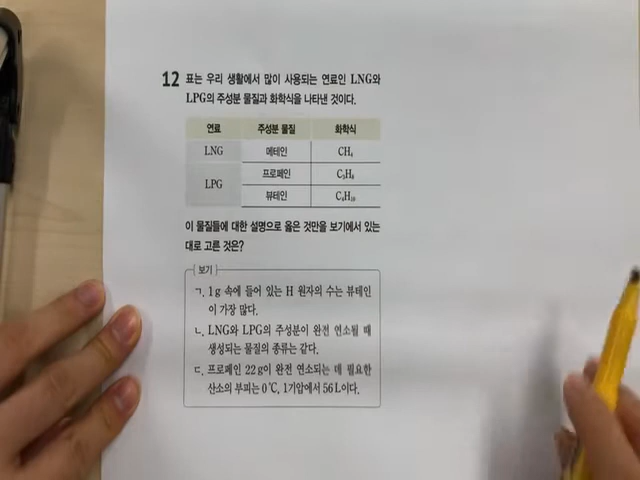 12 표는 우리 생활에서 많이 사용되는 연료인 LNG와
LPG의 주성분 물질과 화학식을 나타낸 것이다.
연료 주성분 물질 화학식
LNG 메테인 CH₄
LPG 프로페인 C₃H₈
뷰테인 C₄H₁₀
이 물질들에 대한 설명으로 옳은 것만을 보기에서 있는
대로 고른 것은?
보기
ㄱ. 1 g 속에 들어 있는 H 원자의 수는 뷰테인
이 가장 많다.
ㄴ. LNG와 LPG의 주성분이 완전 연소될 때
생성되는 물질의 종류는 같다.
ㄷ. 프로페인 22 g이 완전 연소되는 데 필요한
산소의 부피는 0℃, 1기압에서 56 L이다.